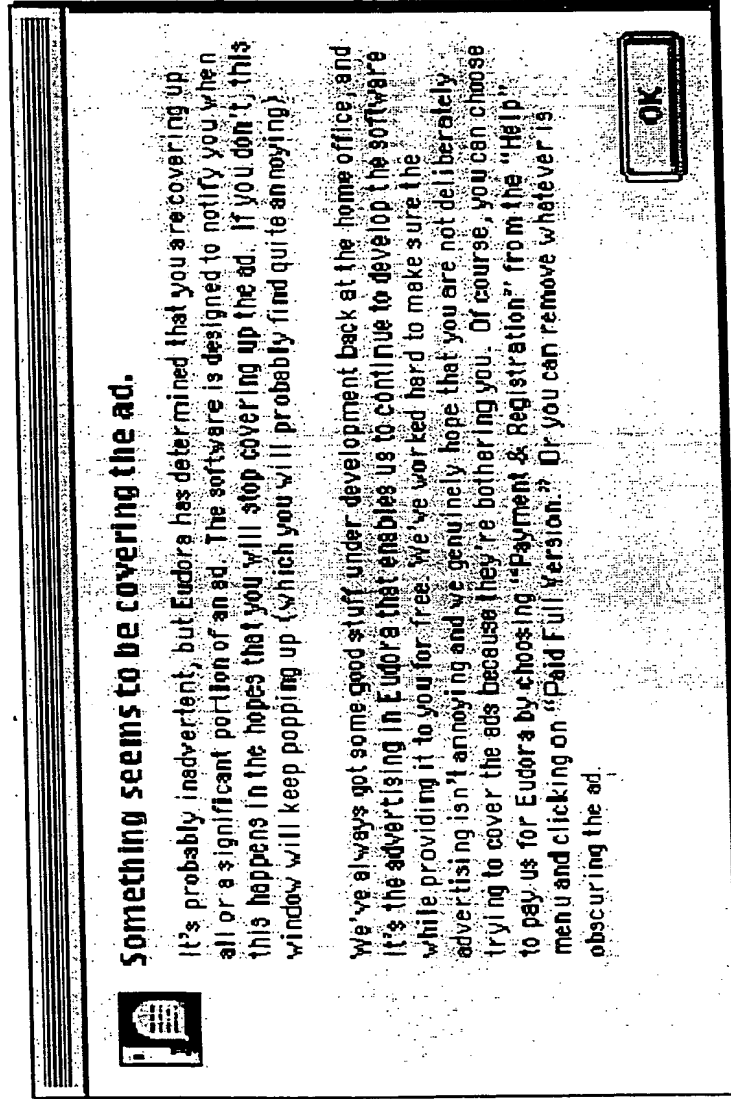 Something seems to be covering the ad.
It's probably inadvertent, but Eudora has determined that you are covering up
all or a significant portion of an ad. The software is designed to notify you when
this happens in the hopes that you will stop covering up the ad. If you don't, this
window will keep popping up (which you will probably find quite annoying).
We've always got some good stuff under development back at the home office, and
it's the advertising in Eudora that enables us to continue to develop the software
while providing it to you for free. We've worked hard to make sure the
advertising isn't annoying and we genuinely hope that you are not deliberately
trying to cover the ads because they're bothering you. Of course, you can choose
to pay us for Eudora by choosing "Payment & Registration" from the "Help"
menu and clicking on "Paid Full Version." Or you can remove whatever is
obscuring the ad.
OK